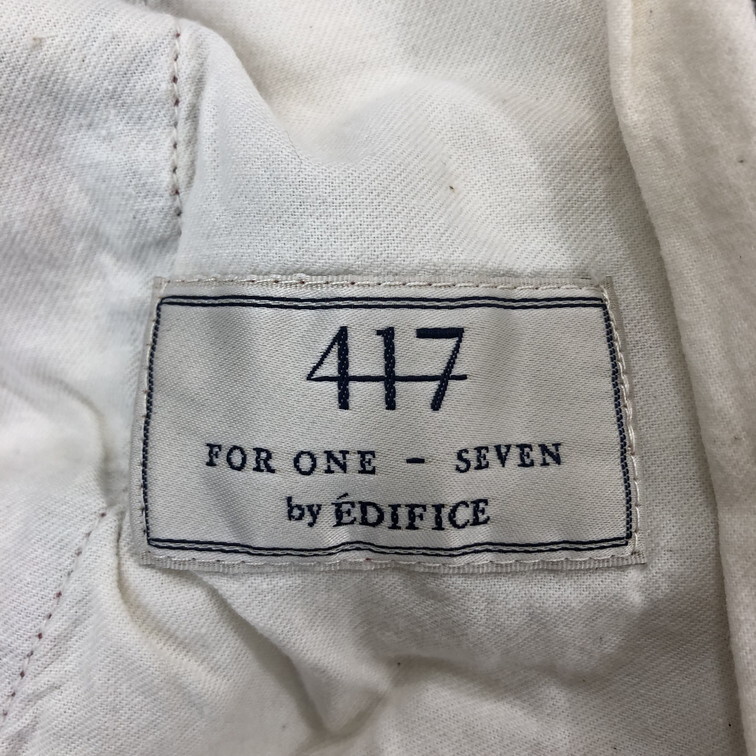 417
FOR ONE - SEVEN
by ÉDIFICE